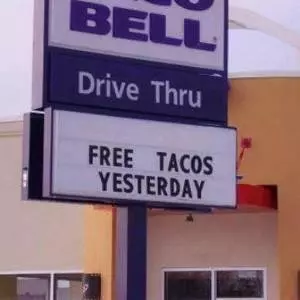 BELL®
Drive Thru
FREE TACOS
YESTERDAY